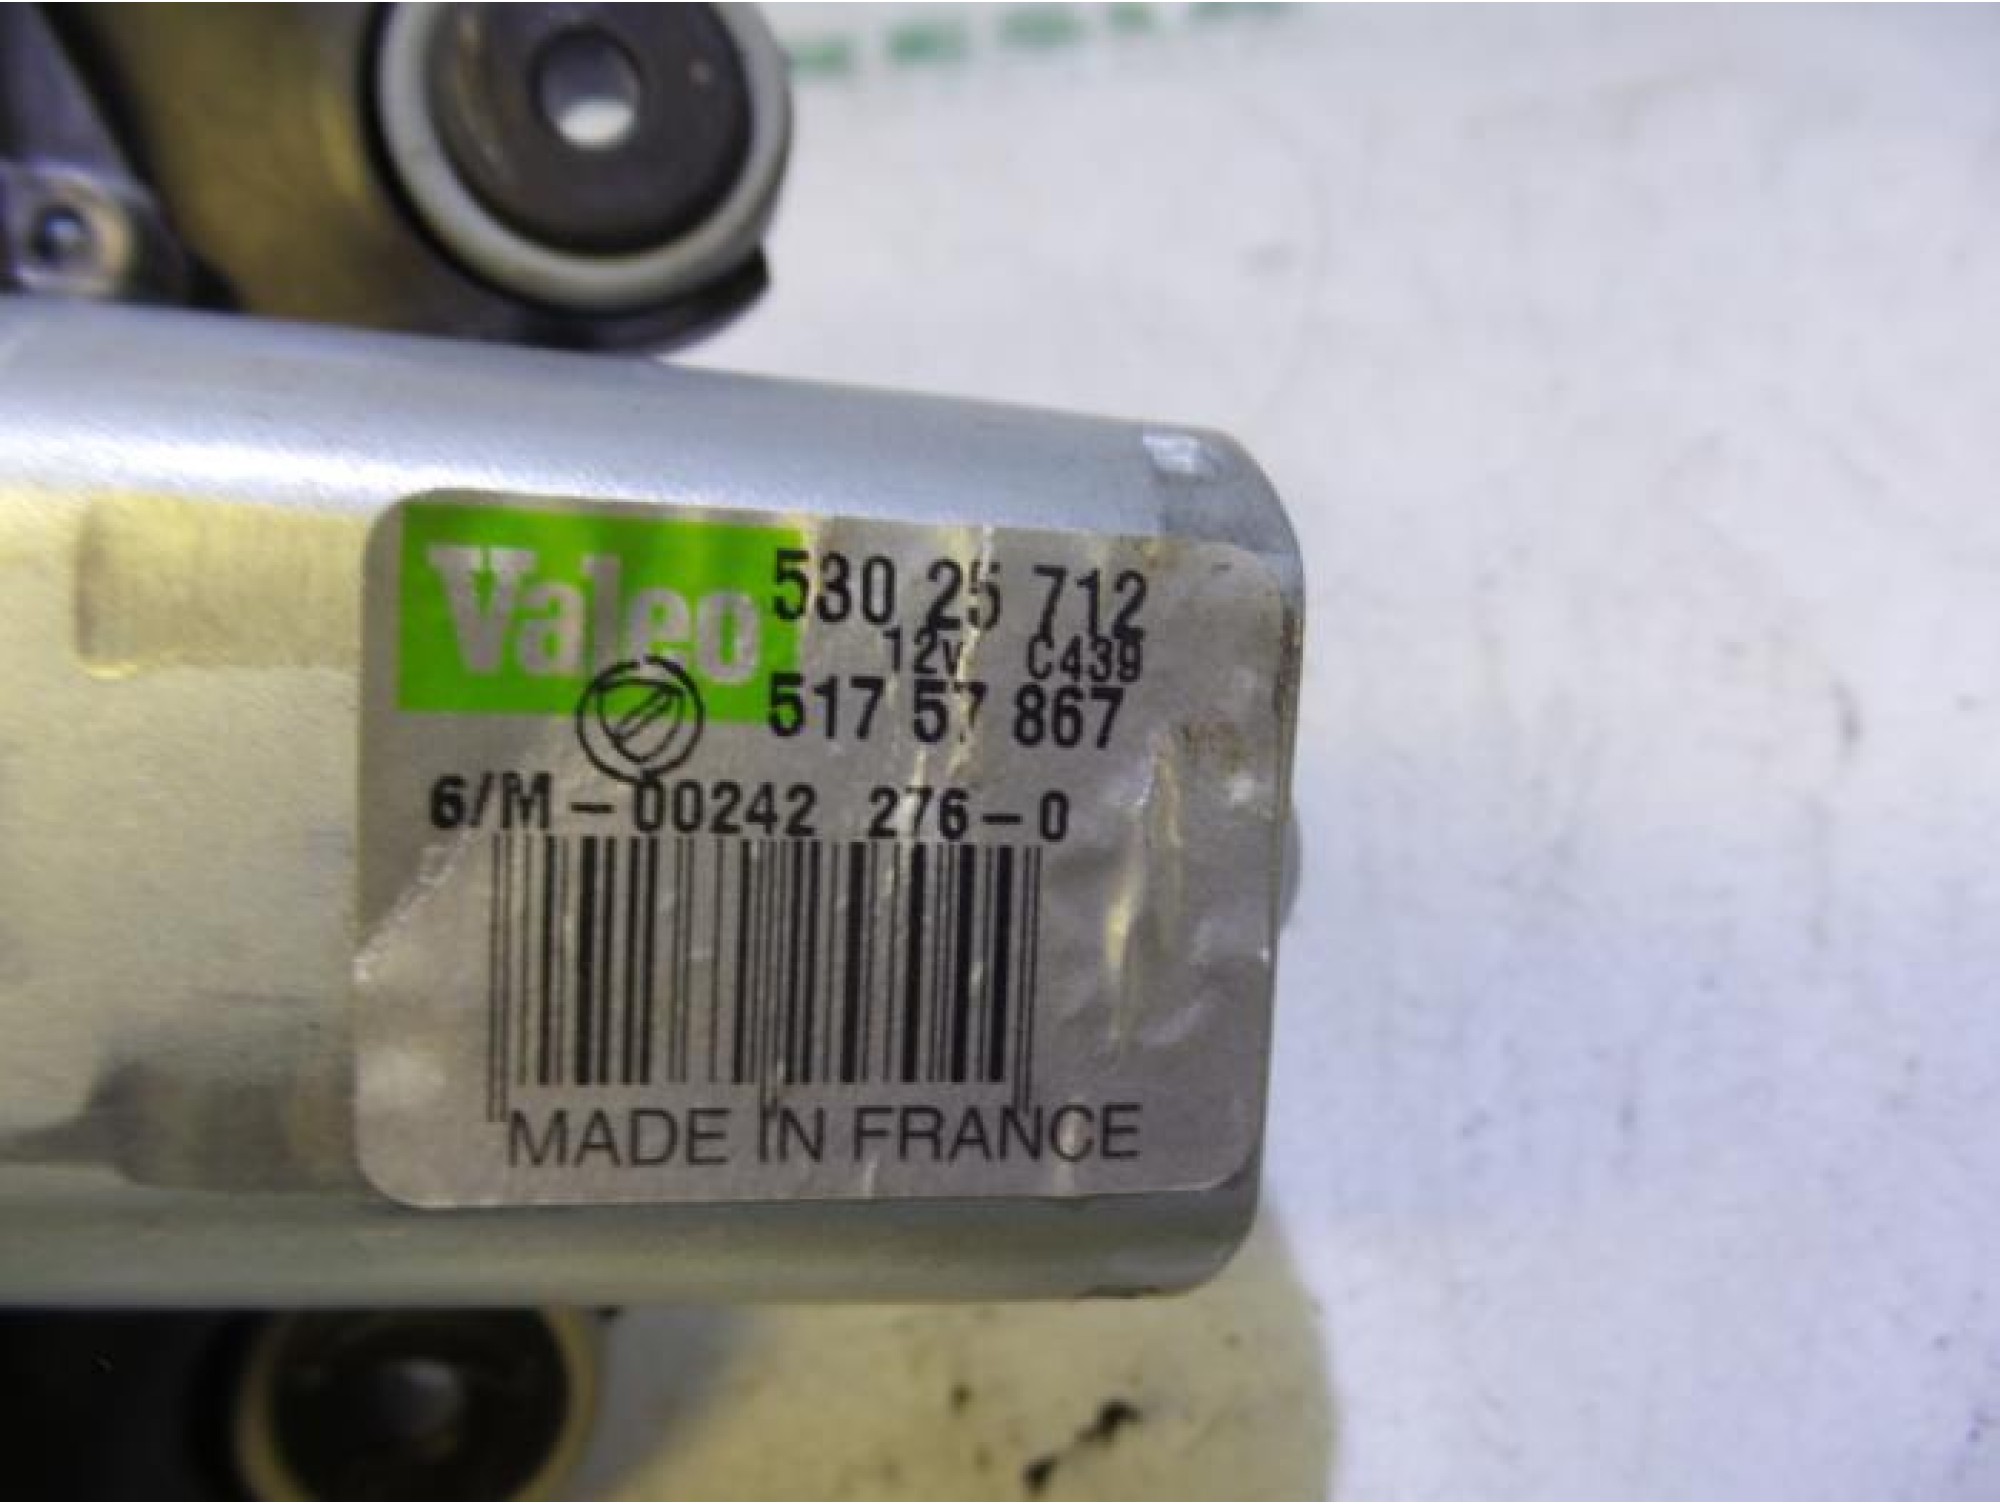 Valeo 530 25 712
12v C439
517 57 867
6/M-00242 276-0
MADE IN FRANCE